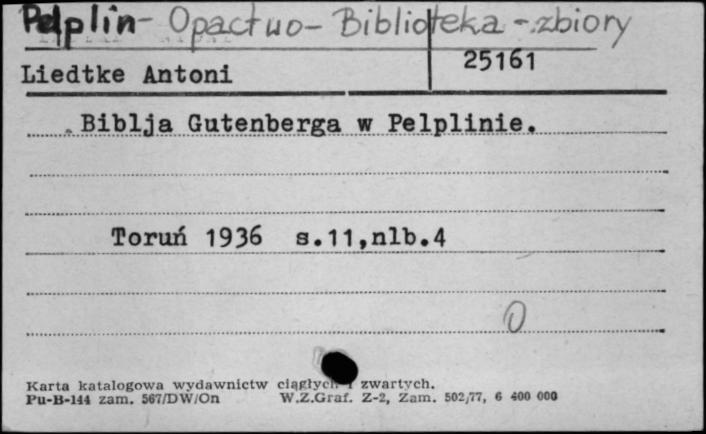 Pelplin - Opactwo - Biblioteka - zbiory
Liedtke Antoni
25161
Biblja Gutenberga w Pelplinie.
Toruń 1936 s.11,nlb.4
0
Karta katalogowa wydawnictw ciągłych i zwartych.
Pu-B-144 zam. 567/DW/On W.Z.Graf. Z-2, Zam. 502/77, 6 400 000